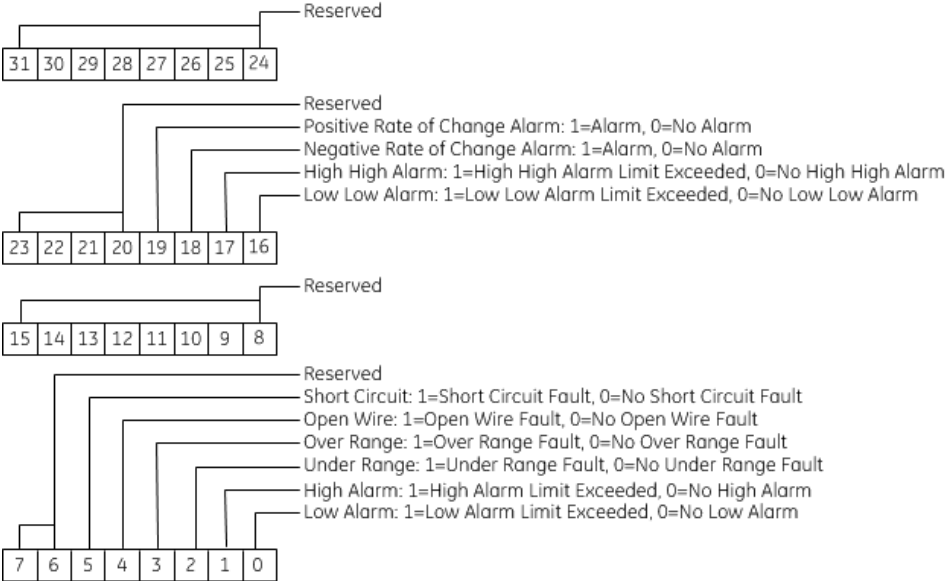 Reserved
31 30 29 28 27 26 25 24
Reserved
Positive Rate of Change Alarm: 1=Alarm, 0=No Alarm
Negative Rate of Change Alarm: 1=Alarm, 0=No Alarm
High High Alarm: 1=High High Alarm Limit Exceeded, 0=No High High Alarm
Low Low Alarm: 1=Low Low Alarm Limit Exceeded, 0=No Low Low Alarm
23 22 21 20 19 18 17 16
Reserved
15 14 13 12 11 10 9 8
Reserved
Short Circuit: 1=Short Circuit Fault, 0=No Short Circuit Fault
Open Wire: 1=Open Wire Fault, 0=No Open Wire Fault
Over Range: 1=Over Range Fault, 0=No Over Range Fault
Under Range: 1=Under Range Fault, 0=No Under Range Fault
High Alarm: 1=High Alarm Limit Exceeded, 0=No High Alarm
Low Alarm: 1=Low Alarm Limit Exceeded, 0=No Low Alarm
7 6 5 4 3 2 1 0